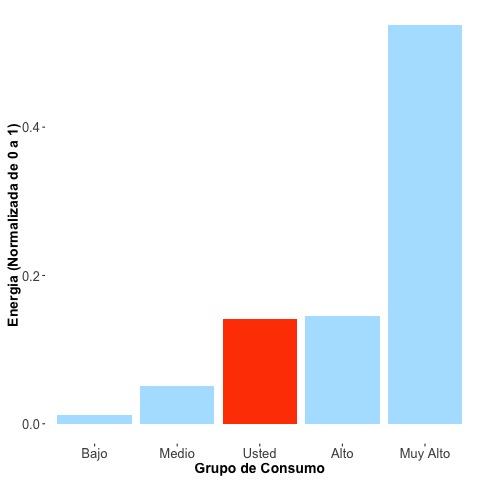 Energia (Normalizada de 0 a 1)
0.4
0.2
0.0
Bajo Medio Usted Alto Muy Alto
Grupo de Consumo